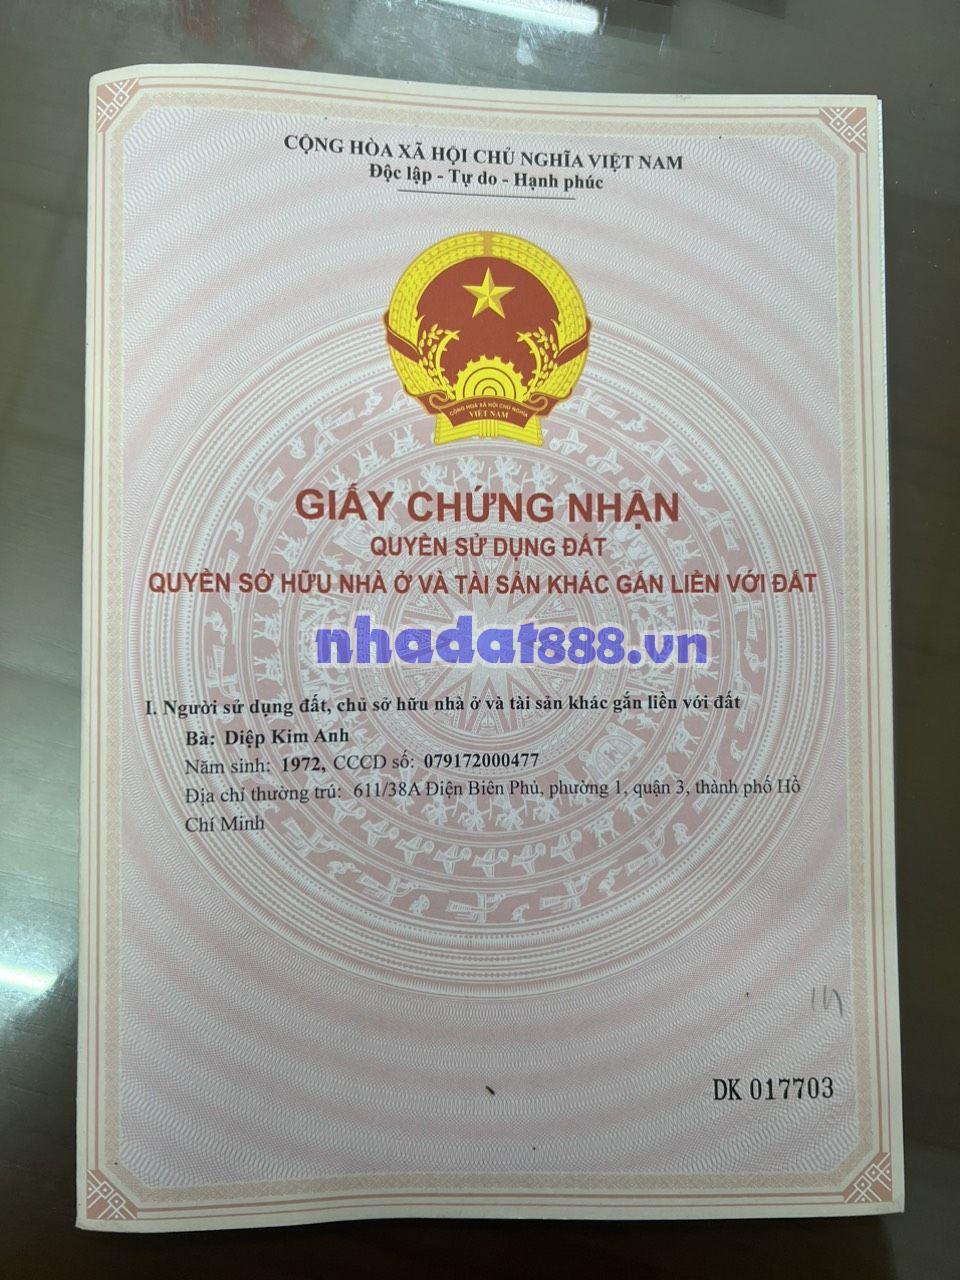 CỘNG HÒA XÃ HỘI CHỦ NGHĨA VIỆT NAM
Độc lập - Tự do - Hạnh phúc
CỘNG HOÀ XÃ HỘI CHỦ NGHĨA
VIỆT NAM
GIẤY CHỨNG NHẬN
QUYỀN SỬ DỤNG ĐẤT
QUYỀN SỞ HỮU NHÀ Ở VÀ TÀI SẢN KHÁC GẮN LIỀN VỚI ĐẤT
nhadat888.vn
I. Người sử dụng đất, chủ sở hữu nhà ở và tài sản khác gắn liền với đất
Bà: Diệp Kim Anh
Năm sinh: 1972, CCCD số: 079172000477
Địa chỉ thường trú: 611/38A Điện Biên Phủ, phường 1, quận 3, thành phố Hồ
Chí Minh
DK 017703